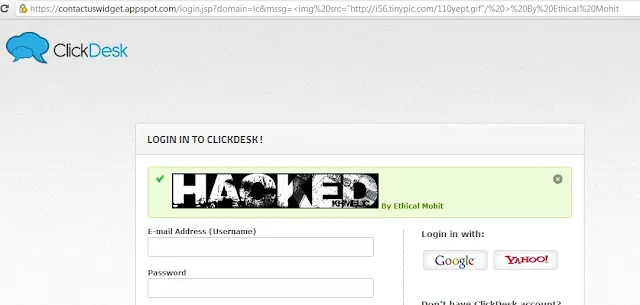 https://contactuswidget.appspot.com/login.jsp?domain=lc&mssg=<img%20src="http://i56.tinypic.com/110yept.gif"/%20>%20%20By%20Ethical%20Mohit
ClickDesk
LOGIN IN TO CLICKDESK !
HACKED
By Ethical Mohit
E-mail Address (Username)
Login in with:
Google
YAHOO!
Password
Don't have ClickDesk account?